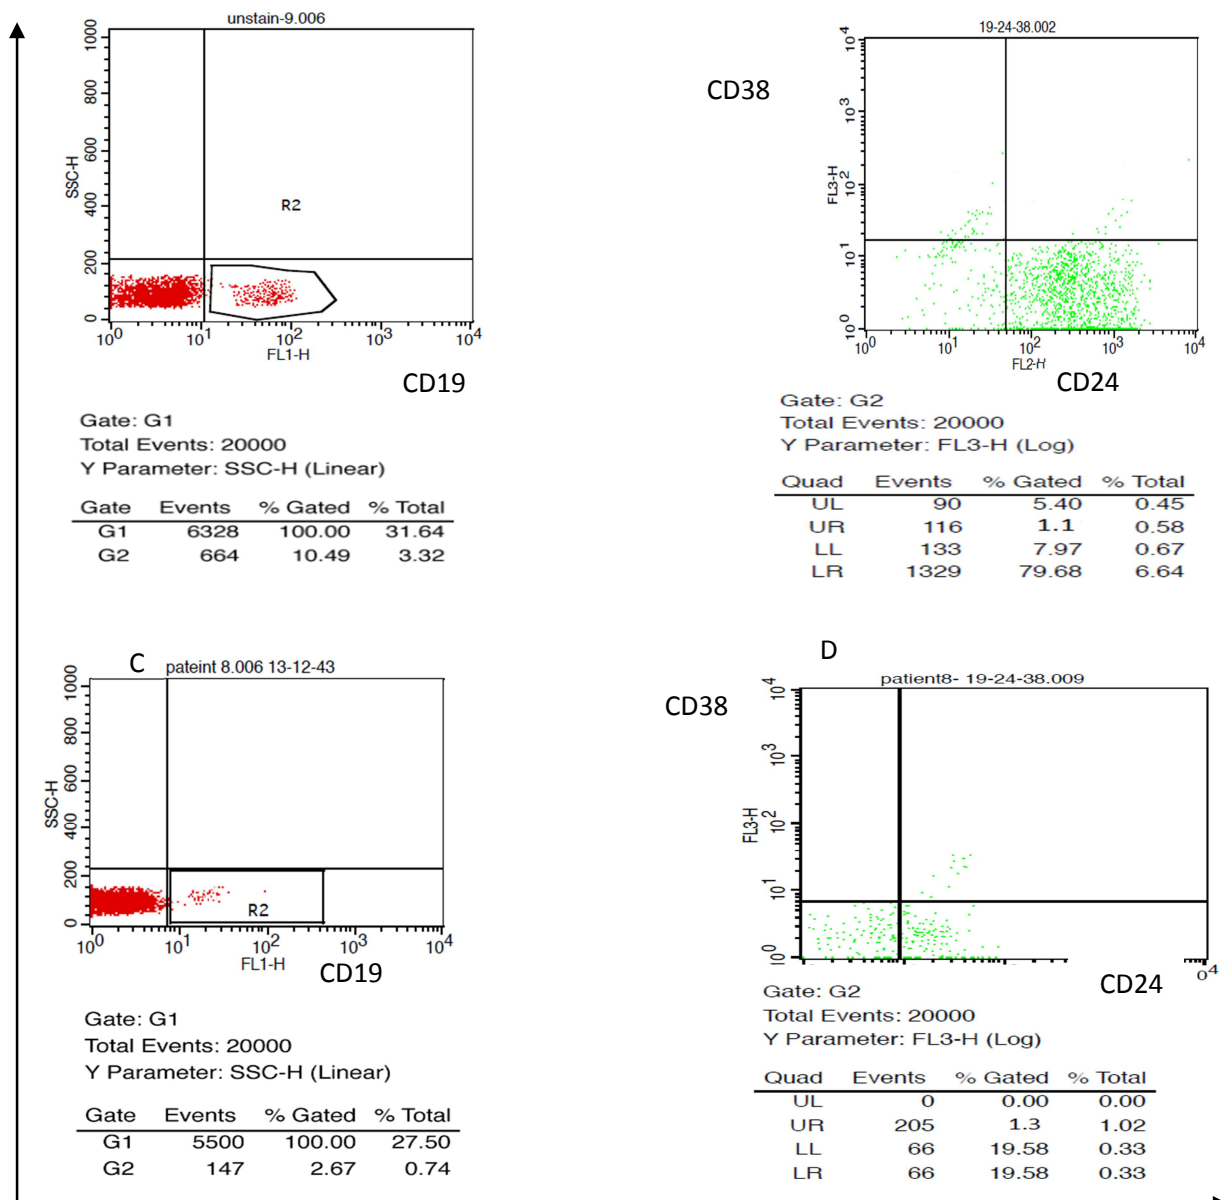 unstain-9.006
1000
800
600
400
200
0
SSC-H
R2
10^0 10^1 10^2 10^3 10^4
FL1-H
CD19
Gate: G1
Total Events: 20000
Y Parameter: SSC-H (Linear)
Gate Events % Gated % Total
G1 6328 100.00 31.64
G2 664 10.49 3.32
19-24-38.002
CD38
10^4
10^3
10^2
10^1
10^0
FL3-H
10^0 10^1 10^2 10^3 10^4
FL2-H
CD24
Gate: G2
Total Events: 20000
Y Parameter: FL3-H (Log)
Quad Events % Gated % Total
UL 90 5.40 0.45
UR 116 1.1 0.58
LL 133 7.97 0.67
LR 1329 79.68 6.64
C pateint 8.006 13-12-43
1000
800
600
400
200
0
SSC-H
R2
10^0 10^1 10^2 10^3 10^4
FL1-H
CD19
Gate: G1
Total Events: 20000
Y Parameter: SSC-H (Linear)
Gate Events % Gated % Total
G1 5500 100.00 27.50
G2 147 2.67 0.74
D
patient8- 19-24-38.009
CD38
10^4
10^3
10^2
10^1
10^0
FL3-H
0^4
CD24
Gate: G2
Total Events: 20000
Y Parameter: FL3-H (Log)
Quad Events % Gated % Total
UL 0 0.00 0.00
UR 205 1.3 1.02
LL 66 19.58 0.33
LR 66 19.58 0.33